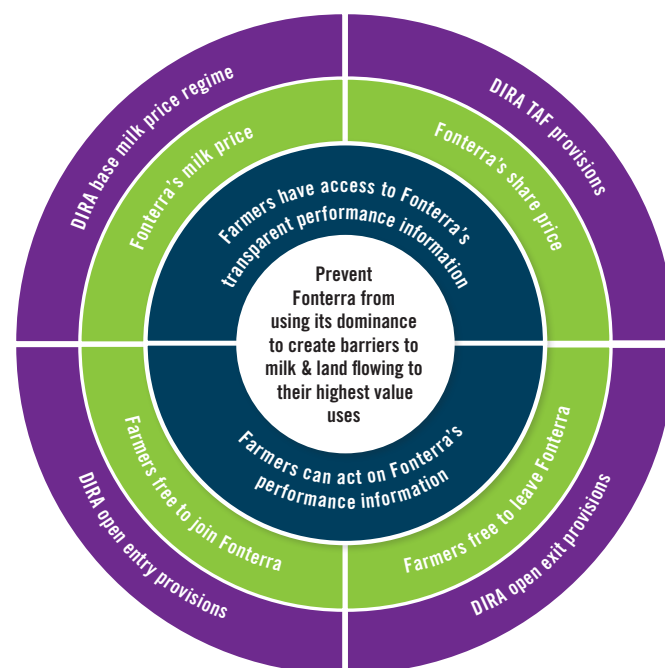 DIRA base milk price regime
DIRA TAF provisions
Fonterra's milk price
Fonterra's share price
Farmers have access to Fonterra's
transparent performance information
Prevent
Fonterra from
using its dominance
to create barriers to
milk & land flowing to
their highest value
uses
Farmers can act on Fonterra's
performance information
Farmers free to join Fonterra
Farmers free to leave Fonterra
DIRA open entry provisions
DIRA open exit provisions